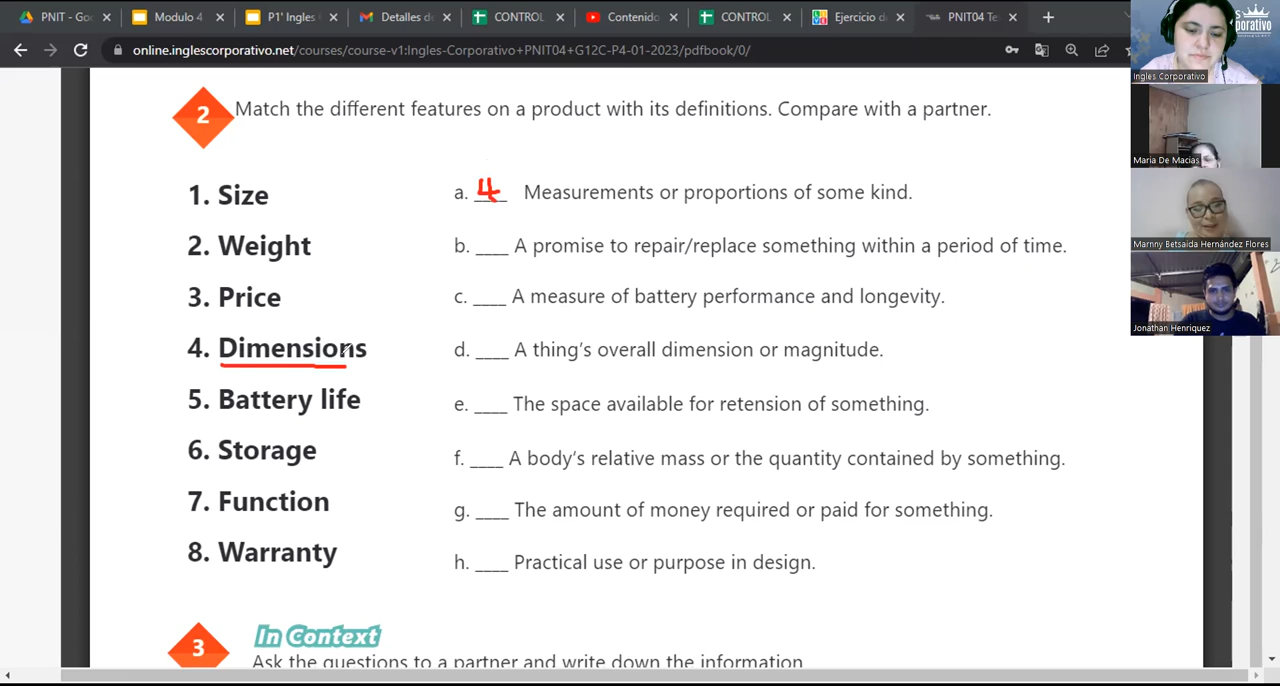 PNIT - Goo
Modulo 4
P1' Ingles
Detalles de
CONTROL
Contenido
CONTROL
Ejercicio de
PNIT04 Te
online.inglescorporativo.net/courses/course-v1:Ingles-Corporativo+PNIT04+G12C-P4-01-2023/pdfbook/0/
Ingles Corporativo
Maria De Macias
Marnny Betsaida Hernández Flores
Jonathan Henriquez
2 Match the different features on a product with its definitions. Compare with a partner.
1. Size
2. Weight
3. Price
4. Dimensions
5. Battery life
6. Storage
7. Function
8. Warranty
a. 4 Measurements or proportions of some kind.
b. ____ A promise to repair/replace something within a period of time.
c. ____ A measure of battery performance and longevity.
d. ____ A thing's overall dimension or magnitude.
e. ____ The space available for retension of something.
f. ____ A body's relative mass or the quantity contained by something.
g. ____ The amount of money required or paid for something.
h. ____ Practical use or purpose in design.
3 In Context
Ask the questions to a partner and write down the information